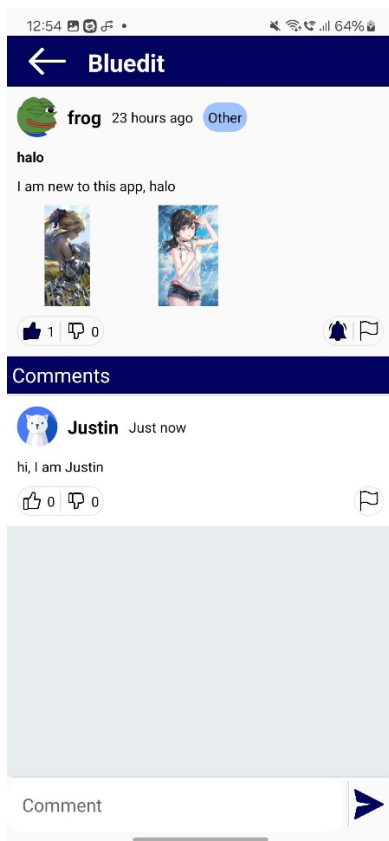 12:54 64%
Bluedit
frog 23 hours ago Other
halo
I am new to this app, halo
1 0
Comments
Justin Just now
hi, I am Justin
0 0
Comment